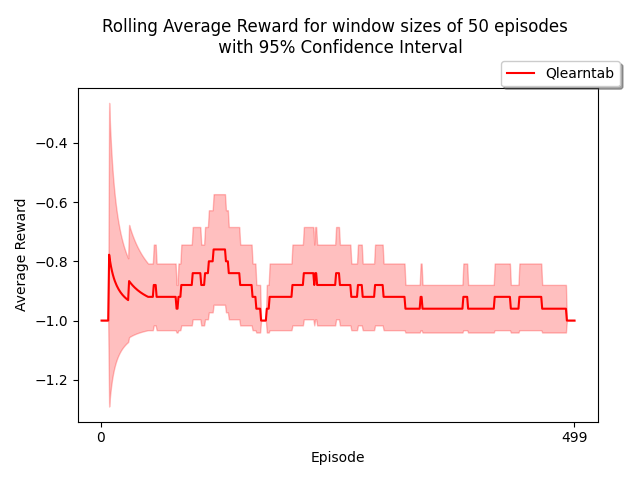 Rolling Average Reward for window sizes of 50 episodes
with 95% Confidence Interval
Qlearntab
Average Reward
−0.4
−0.6
−0.8
−1.0
−1.2
0
499
Episode